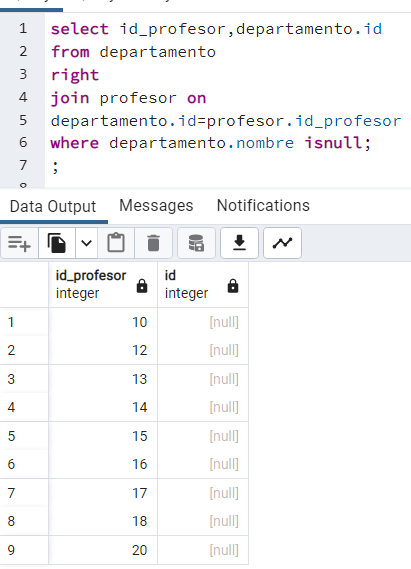 1 select id_profesor,departamento.id
2 from departamento
3 right
4 join profesor on
5 departamento.id=profesor.id_profesor
6 where departamento.nombre isnull;
7 ;
8
Data Output Messages Notifications
id_profesor id
integer integer
1 10 [null]
2 12 [null]
3 13 [null]
4 14 [null]
5 15 [null]
6 16 [null]
7 17 [null]
8 18 [null]
9 20 [null]